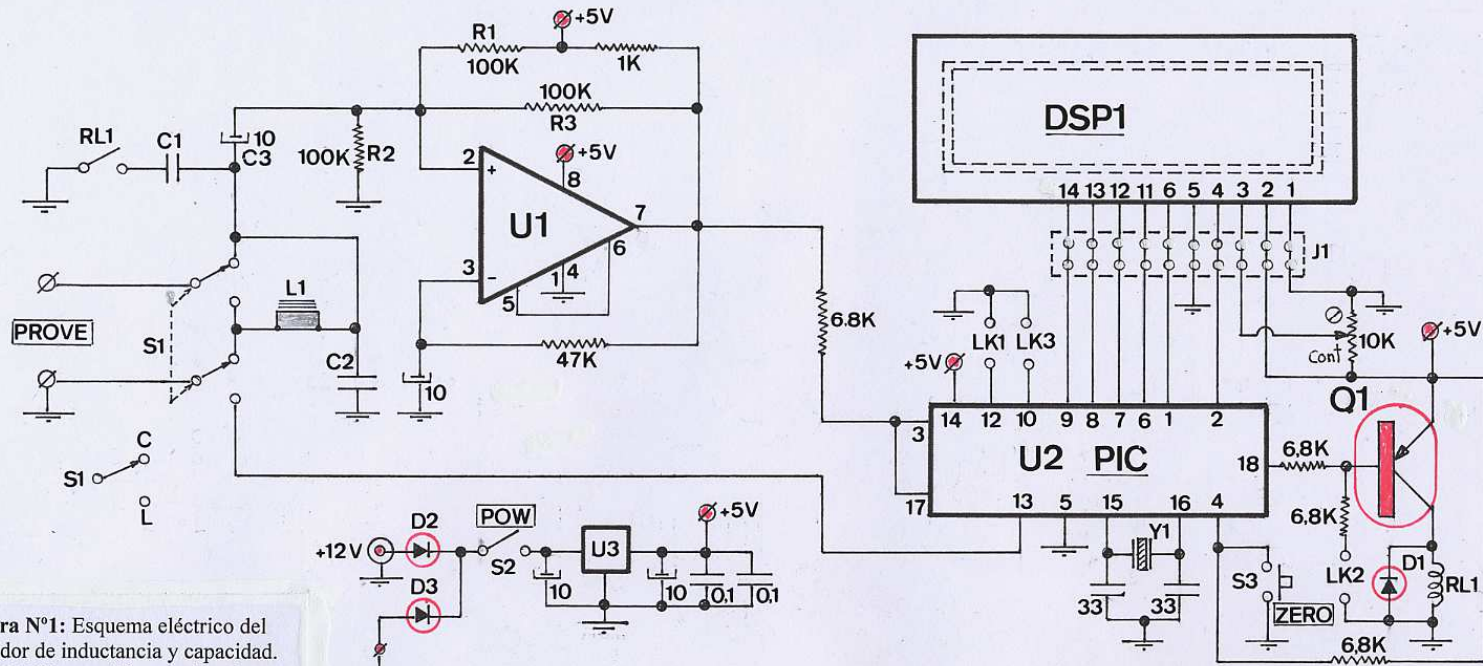 +5V
R1
100K
1K
100K
R3
RL1
C1
10
C3
100K
R2
+5V
2
+
8
U1
7
6
3
-
1
4
5
47K
10
L1
PROVE
S1
C2
C
S1
L
6.8K
DSP1
14 13 12 11 6 5 4 3 2 1
J1
10K
Cont
+5V
LK1
LK3
+5V
Q1
3
14 12 10 9 8 7 6 1 2
U2 PIC
18
6,8K
17
13 5 15 16 4
6,8K
Y1
33
33
S3
ZERO
LK2
D1
RL1
6,8K
+12V
D2
POW
S2
D3
10
U3
10
+5V
0.1
0.1
ra Nº1: Esquema eléctrico del
dor de inductancia y capacidad.